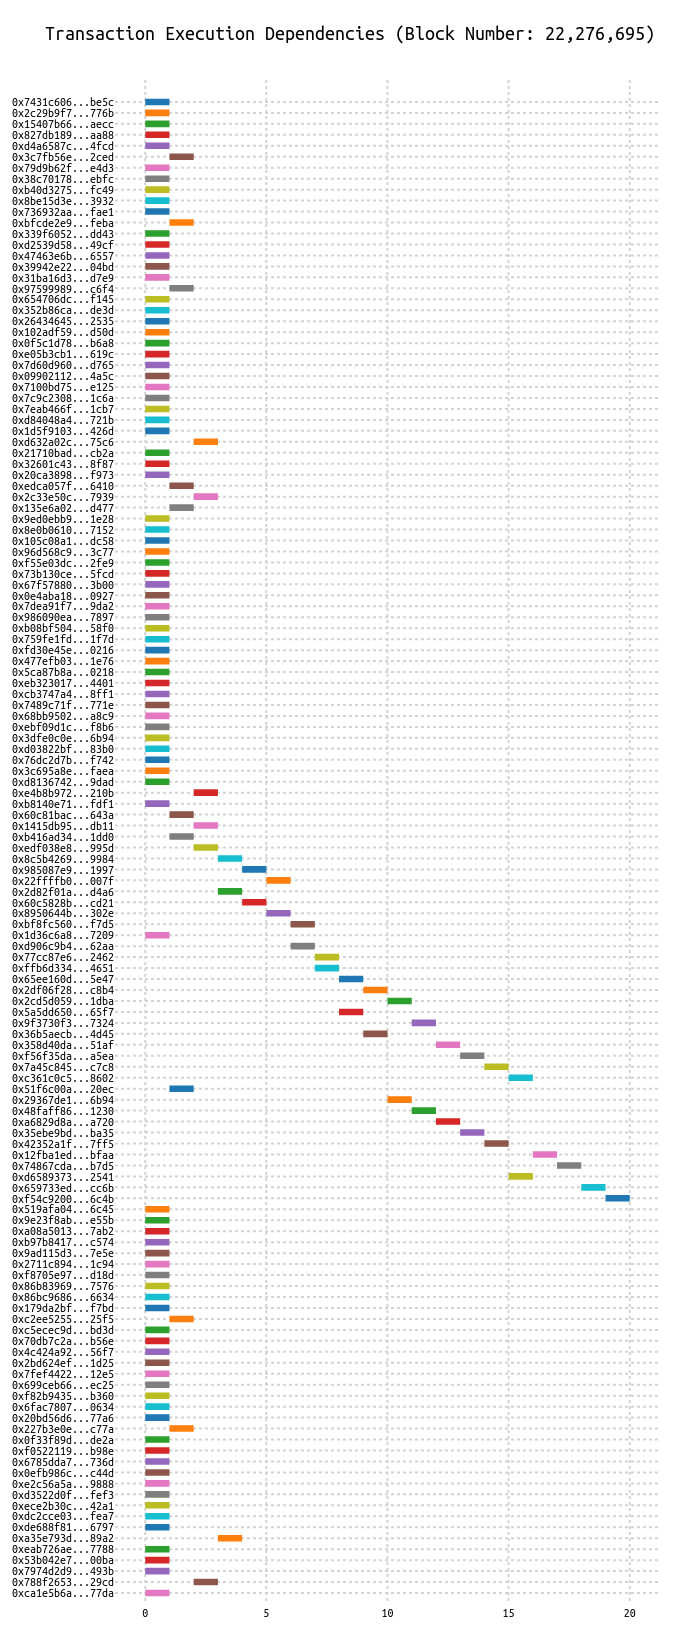 Transaction Execution Dependencies (Block Number: 22,276,695)
0x7431c606...be5c
0x2c29b9f7...776b
0x15407b66...aecc
0x827db189...aa88
0xd4a6587c...4fcd
0x3c7fb56e...2ced
0x79d9b62f...e4d3
0x38c70178...ebfc
0xb40d3275...fc49
0x8be15d3e...3932
0x736932aa...fae1
0xbfcde2e9...feba
0x339f6052...dd43
0xd2539d58...49cf
0x47463e6b...6557
0x39942e22...04bd
0x31ba16d3...d7e9
0x97599989...c6f4
0x654706dc...f145
0x352b86ca...de3d
0x26434645...2535
0x102adf59...d50d
0x0f5c1d78...b6a8
0xe05b3cb1...619c
0x7d60d960...d765
0x09902112...4a5c
0x7100bd75...e125
0x7c9c2308...1c6a
0x7eab466f...1cb7
0xd84048a4...721b
0x1d5f9103...426d
0xd632a02c...75c6
0x21710bad...cb2a
0x32601c43...8f87
0x20ca3898...f973
0xedca057f...6410
0x2c33e50c...7939
0x135e6a02...d477
0x9ed0ebb9...1e28
0x8e0b0610...7152
0x105c08a1...dc58
0x96d568c9...3c77
0xf55e03dc...2fe9
0x73b130ce...5fcd
0x67f57880...3b00
0x0e4aba18...0927
0x7dea91f7...9da2
0x986090ea...7897
0xb08bf504...58f0
0x759fe1fd...1f7d
0xfd30e45e...0216
0x477efb03...1e76
0x5ca87b8a...0218
0xeb323017...4401
0xcb3747a4...8ff1
0x7489c71f...771e
0x68bb9502...a8c9
0xebf09d1c...f8b6
0x3dfe0c0e...6b94
0xd03822bf...83b0
0x76dc2d7b...f742
0x3c695a8e...faea
0xd8136742...9dad
0xe4b8b972...210b
0xb8140e71...fdf1
0x60c81bac...643a
0x1415db95...db11
0xb416ad34...1dd0
0xedf038e8...995d
0x8c5b4269...9984
0x985087e9...1997
0x22ffffb0...007f
0x2d82f01a...d4a6
0x60c5828b...cd21
0x8950644b...302e
0xbf8fc560...f7d5
0x1d36c6a8...7209
0xd906c9b4...62aa
0x77cc87e6...2462
0xffb6d334...4651
0x65ee160d...5e47
0x2df06f28...c8b4
0x2cd5d059...1dba
0x5a5dd650...65f7
0x9f3730f3...7324
0x36b5aecb...4d45
0x358d40da...51af
0xf56f35da...a5ea
0x7a45c845...c7c8
0xc361c0c5...8602
0x51f6c00a...20ec
0x29367de1...6b94
0x48faff86...1230
0xa6829d8a...a720
0x35ebe9bd...ba35
0x42352a1f...7ff5
0x12fba1ed...bfaa
0x74867cda...b7d5
0xd6589373...2541
0x659733ed...cc6b
0xf54c9200...6c4b
0x519afa04...6c45
0x9e23f8ab...e55b
0xa08a5013...7ab2
0xb97b8417...c574
0x9ad115d3...7e5e
0x2711c894...1c94
0xf8705e97...d18d
0x86b83969...7576
0x86bc9686...6634
0x179da2bf...f7bd
0xc2ee5255...25f5
0xc5ecec9d...bd3d
0x70db7c2a...b56e
0x4c424a92...56f7
0x2bd624ef...1d25
0x7fef4422...12e5
0x699ceb66...ec25
0xf82b9435...b360
0x6fac7807...0634
0x20bd56d6...77a6
0x227b3e0e...c77a
0x0f33f89d...de2a
0xf0522119...b98e
0x6785dda7...736d
0x0efb986c...c44d
0xe2c56a5a...9888
0xd3522d0f...fef3
0xece2b30c...42a1
0xdc2cce03...fea7
0xde688f81...6797
0xa35e793d...89a2
0xeab726ae...7788
0x53b042e7...00ba
0x7974d2d9...493b
0x788f2653...29cd
0xca1e5b6a...77da
0 5 10 15 20